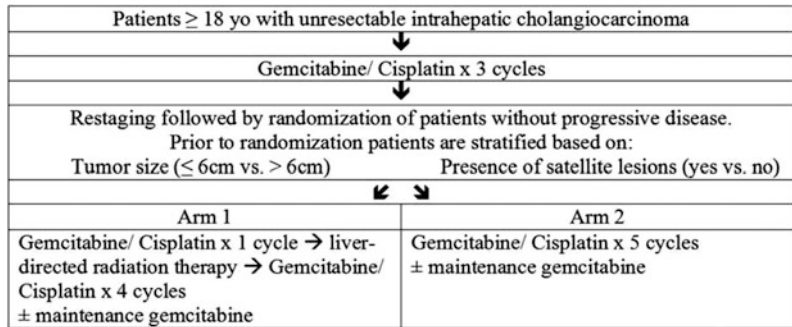 Patients ≥ 18 yo with unresectable intrahepatic cholangiocarcinoma
Gemcitabine/ Cisplatin x 3 cycles
Restaging followed by randomization of patients without progressive disease.
Prior to randomization patients are stratified based on:
Tumor size (≤ 6cm vs. > 6cm) Presence of satellite lesions (yes vs. no)
Arm 1
Gemcitabine/ Cisplatin x 1 cycle → liver-
directed radiation therapy → Gemcitabine/
Cisplatin x 4 cycles
± maintenance gemcitabine
Arm 2
Gemcitabine/ Cisplatin x 5 cycles
± maintenance gemcitabine